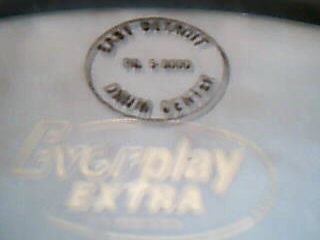 EAST DETROIT
DRUM CENTER
Everplay
EXTRA